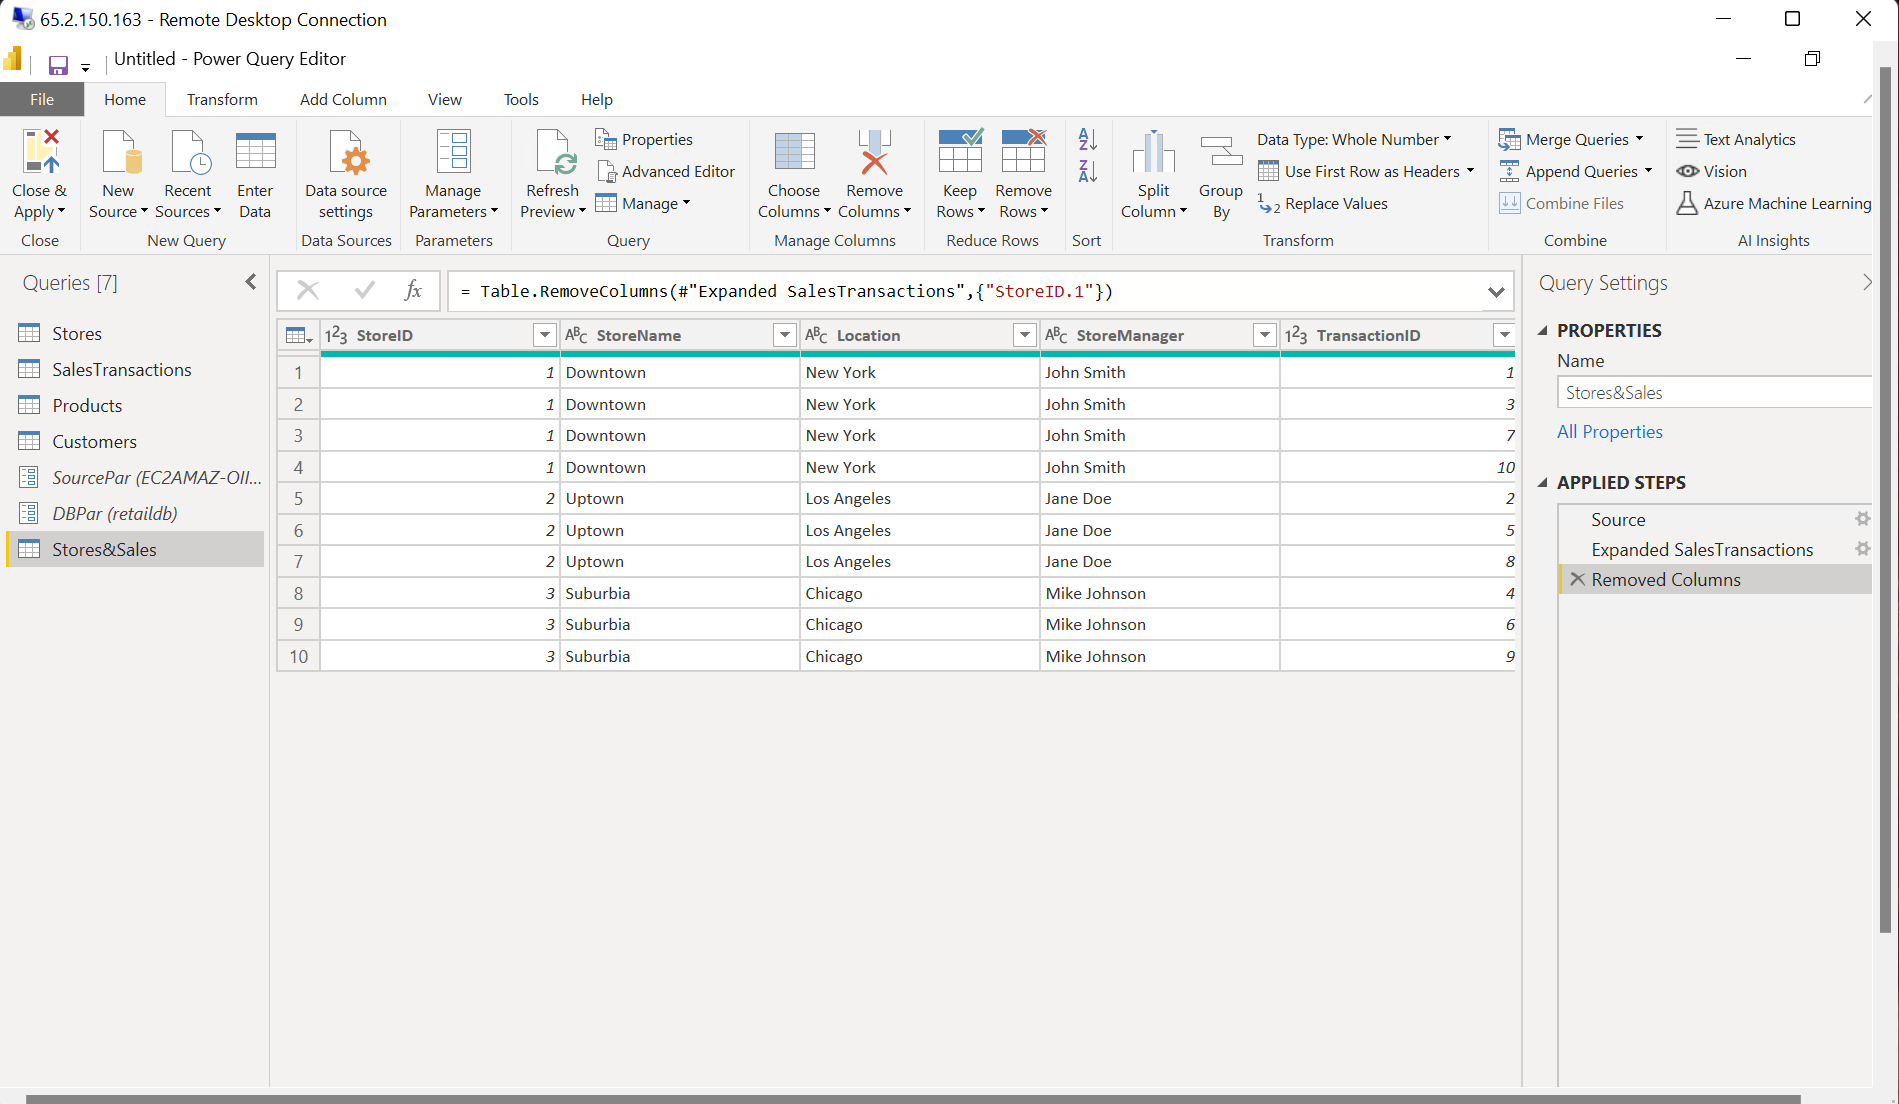 65.2.150.163 - Remote Desktop Connection
Untitled - Power Query Editor
File Home Transform Add Column View Tools Help
Close & Apply
Close
New Source
Recent Sources
Enter Data
New Query
Data source settings
Data Sources
Manage Parameters
Parameters
Refresh Preview
Properties
Advanced Editor
Manage
Query
Choose Columns
Remove Columns
Manage Columns
Keep Rows
Remove Rows
Reduce Rows
Sort
Split Column
Group By
Data Type: Whole Number
Use First Row as Headers
Replace Values
Transform
Merge Queries
Append Queries
Combine Files
Combine
Text Analytics
Vision
Azure Machine Learning
AI Insights
Queries [7]
Stores
SalesTransactions
Products
Customers
SourcePar (EC2AMAZ-OII...
DBPar (retaildb)
Stores&Sales
fx = Table.RemoveColumns(#"Expanded SalesTransactions",{"StoreID.1"})
StoreID StoreName Location StoreManager TransactionID
1 1 Downtown New York John Smith 1
2 1 Downtown New York John Smith 3
3 1 Downtown New York John Smith 7
4 1 Downtown New York John Smith 10
5 2 Uptown Los Angeles Jane Doe 2
6 2 Uptown Los Angeles Jane Doe 5
7 2 Uptown Los Angeles Jane Doe 8
8 3 Suburbia Chicago Mike Johnson 4
9 3 Suburbia Chicago Mike Johnson 6
10 3 Suburbia Chicago Mike Johnson 9
Query Settings
PROPERTIES
Name
Stores&Sales
All Properties
APPLIED STEPS
Source
Expanded SalesTransactions
Removed Columns